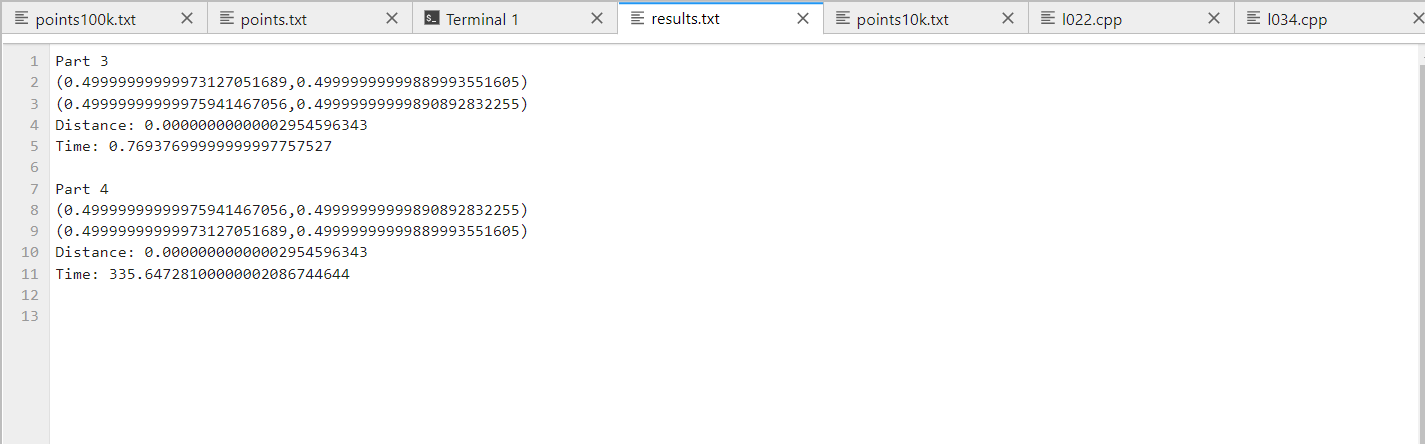 points100k.txt
points.txt
Terminal 1
results.txt
points10k.txt
l022.cpp
l034.cpp
1 Part 3
2 (0.49999999999973127051689,0.49999999999889993551605)
3 (0.49999999999975941467056,0.49999999999890892832255)
4 Distance: 0.00000000000002954596343
5 Time: 0.76937699999999997757527
6
7 Part 4
8 (0.49999999999975941467056,0.49999999999890892832255)
9 (0.49999999999973127051689,0.49999999999889993551605)
10 Distance: 0.00000000000002954596343
11 Time: 335.64728100000002086744644
12
13